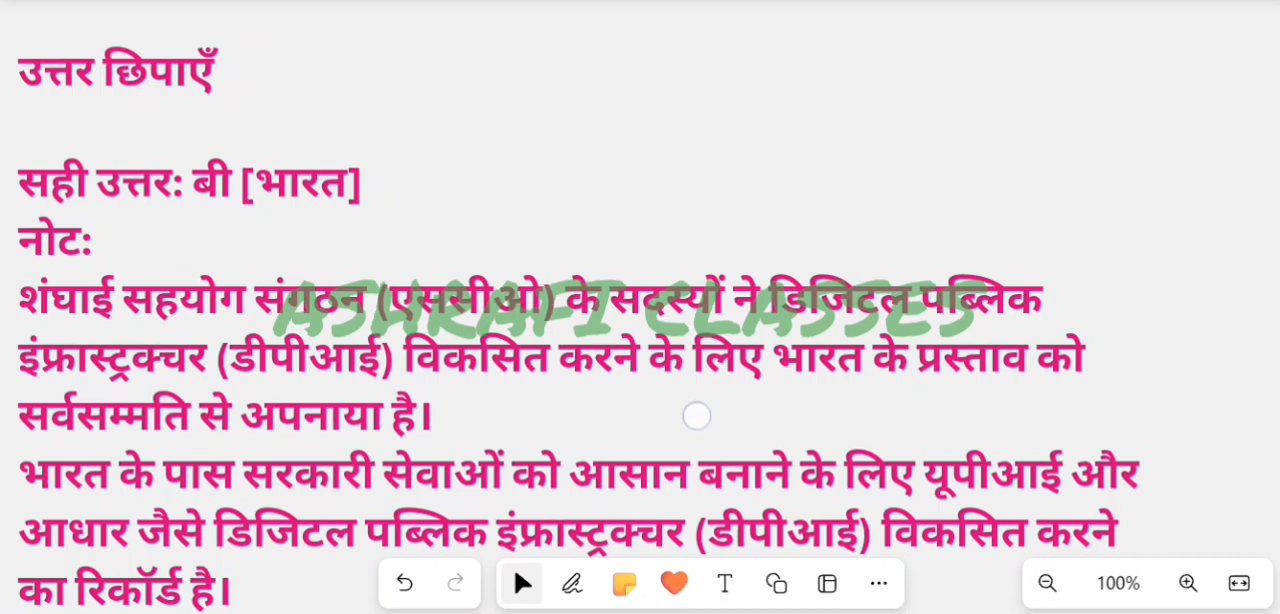 उत्तर छिपाएँ
सही उत्तर: बी [भारत]
नोट:
शंघाई सहयोग संगठन (एससीओ) के सदस्यों ने डिजिटल पब्लिक
ASHRAFI CLASSES
इंफ्रास्ट्रक्चर (डीपीआई) विकसित करने के लिए भारत के प्रस्ताव को
सर्वसम्मति से अपनाया है।
भारत के पास सरकारी सेवाओं को आसान बनाने के लिए यूपीआई और
आधार जैसे डिजिटल पब्लिक इंफ्रास्ट्रक्चर (डीपीआई) विकसित करने
का रिकॉर्ड है।
100%